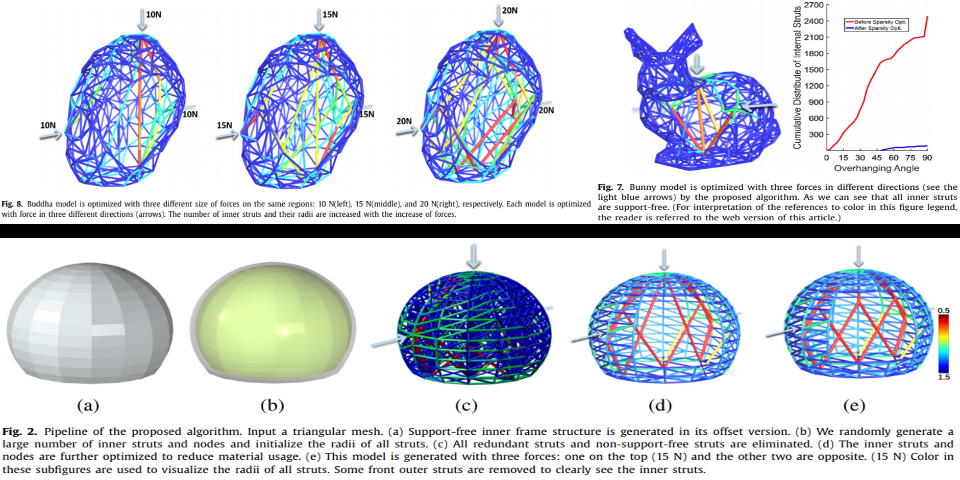 10N
10N
10N
15N
15N
15N
20N
20N
20N
Fig. 8. Buddha model is optimized with three different size of forces on the same regions: 10 N(left), 15 N(middle), and 20 N(right), respectively. Each model is optimized
with force in three different directions (arrows). The number of inner struts and their radii are increased with the increase of forces.
Cumulative Distribute of Internal Struts
2700
2400
2100
1800
1500
1200
900
600
300
Before Sparsity Opti.
After Sparsity Opti.
0 15 30 45 60 75 90
Overhanging Angle
Fig. 7. Bunny model is optimized with three forces in different directions (see the
light blue arrows) by the proposed algorithm. As we can see that all inner struts
are support-free. (For interpretation of the references to color in this figure legend,
the reader is referred to the web version of this article.)
0.5
1.5
(a) (b) (c) (d) (e)
Fig. 2. Pipeline of the proposed algorithm. Input a triangular mesh. (a) Support-free inner frame structure is generated in its offset version. (b) We randomly generate a
large number of inner struts and nodes and initialize the radii of all struts. (c) All redundant struts and non-support-free struts are eliminated. (d) The inner struts and
nodes are further optimized to reduce material usage. (e) This model is generated with three forces: one on the top (15 N) and the other two are opposite. (15 N) Color in
these subfigures are used to visualize the radii of all struts. Some front outer struts are removed to clearly see the inner struts.